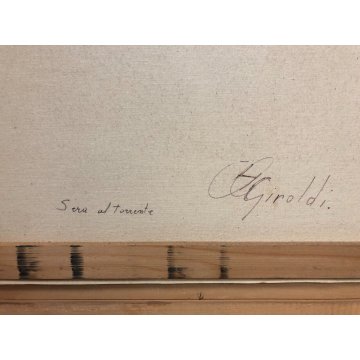 Giroldi.
Sera al torrente